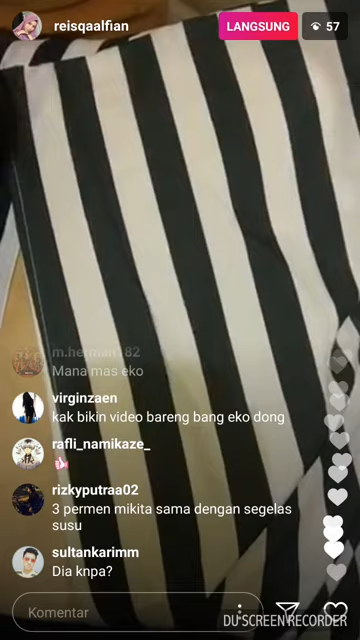 reisqaalfian
LANGSUNG
57
m.herman182
Mana mas eko
virginzaen
kak bikin video bareng bang eko dong
rafli_namikaze_
👍
rizkyputraa02
3 permen mikita sama dengan segelas
susu
sultankarimm
Dia knpa?
Komentar
DU SCREEN RECORDER